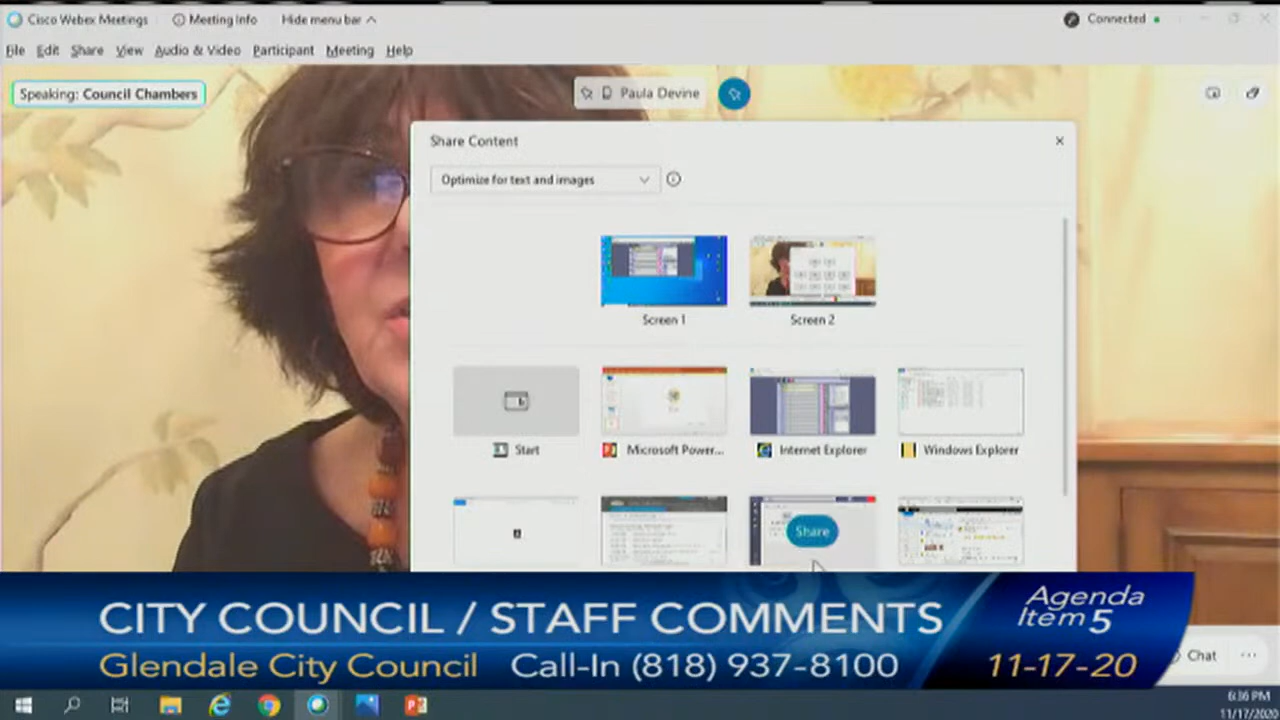 Cisco Webex Meetings
Meeting Info
Hide menu bar
Connected
File Edit Share View Audio & Video Participant Meeting Help
Speaking: Council Chambers
Paula Devine
Share Content
Optimize for text and images
Screen 1
Screen 2
Start
Microsoft Power...
Internet Explorer
Windows Explorer
Share
CITY COUNCIL / STAFF COMMENTS
Agenda
Item 5
Glendale City Council Call-In (818) 937-8100
11-17-20
Chat
6:36 PM
11/17/2020